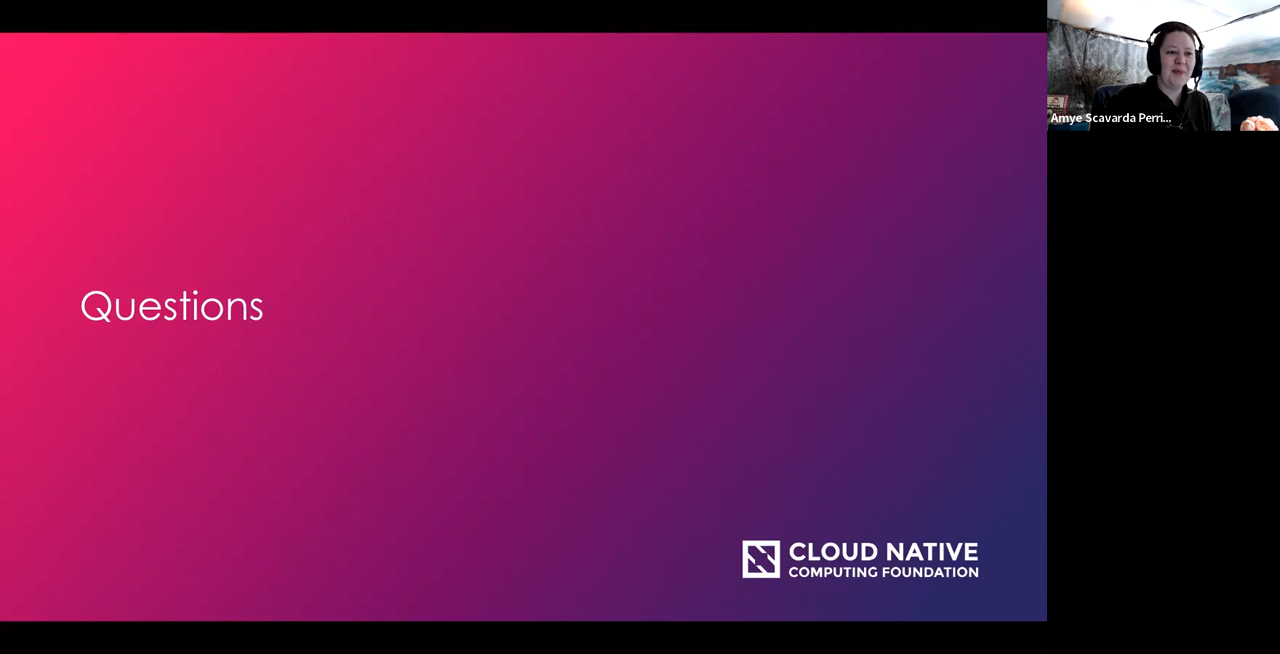 Amye Scavarda Perri...
Questions
CLOUD NATIVE
COMPUTING FOUNDATION